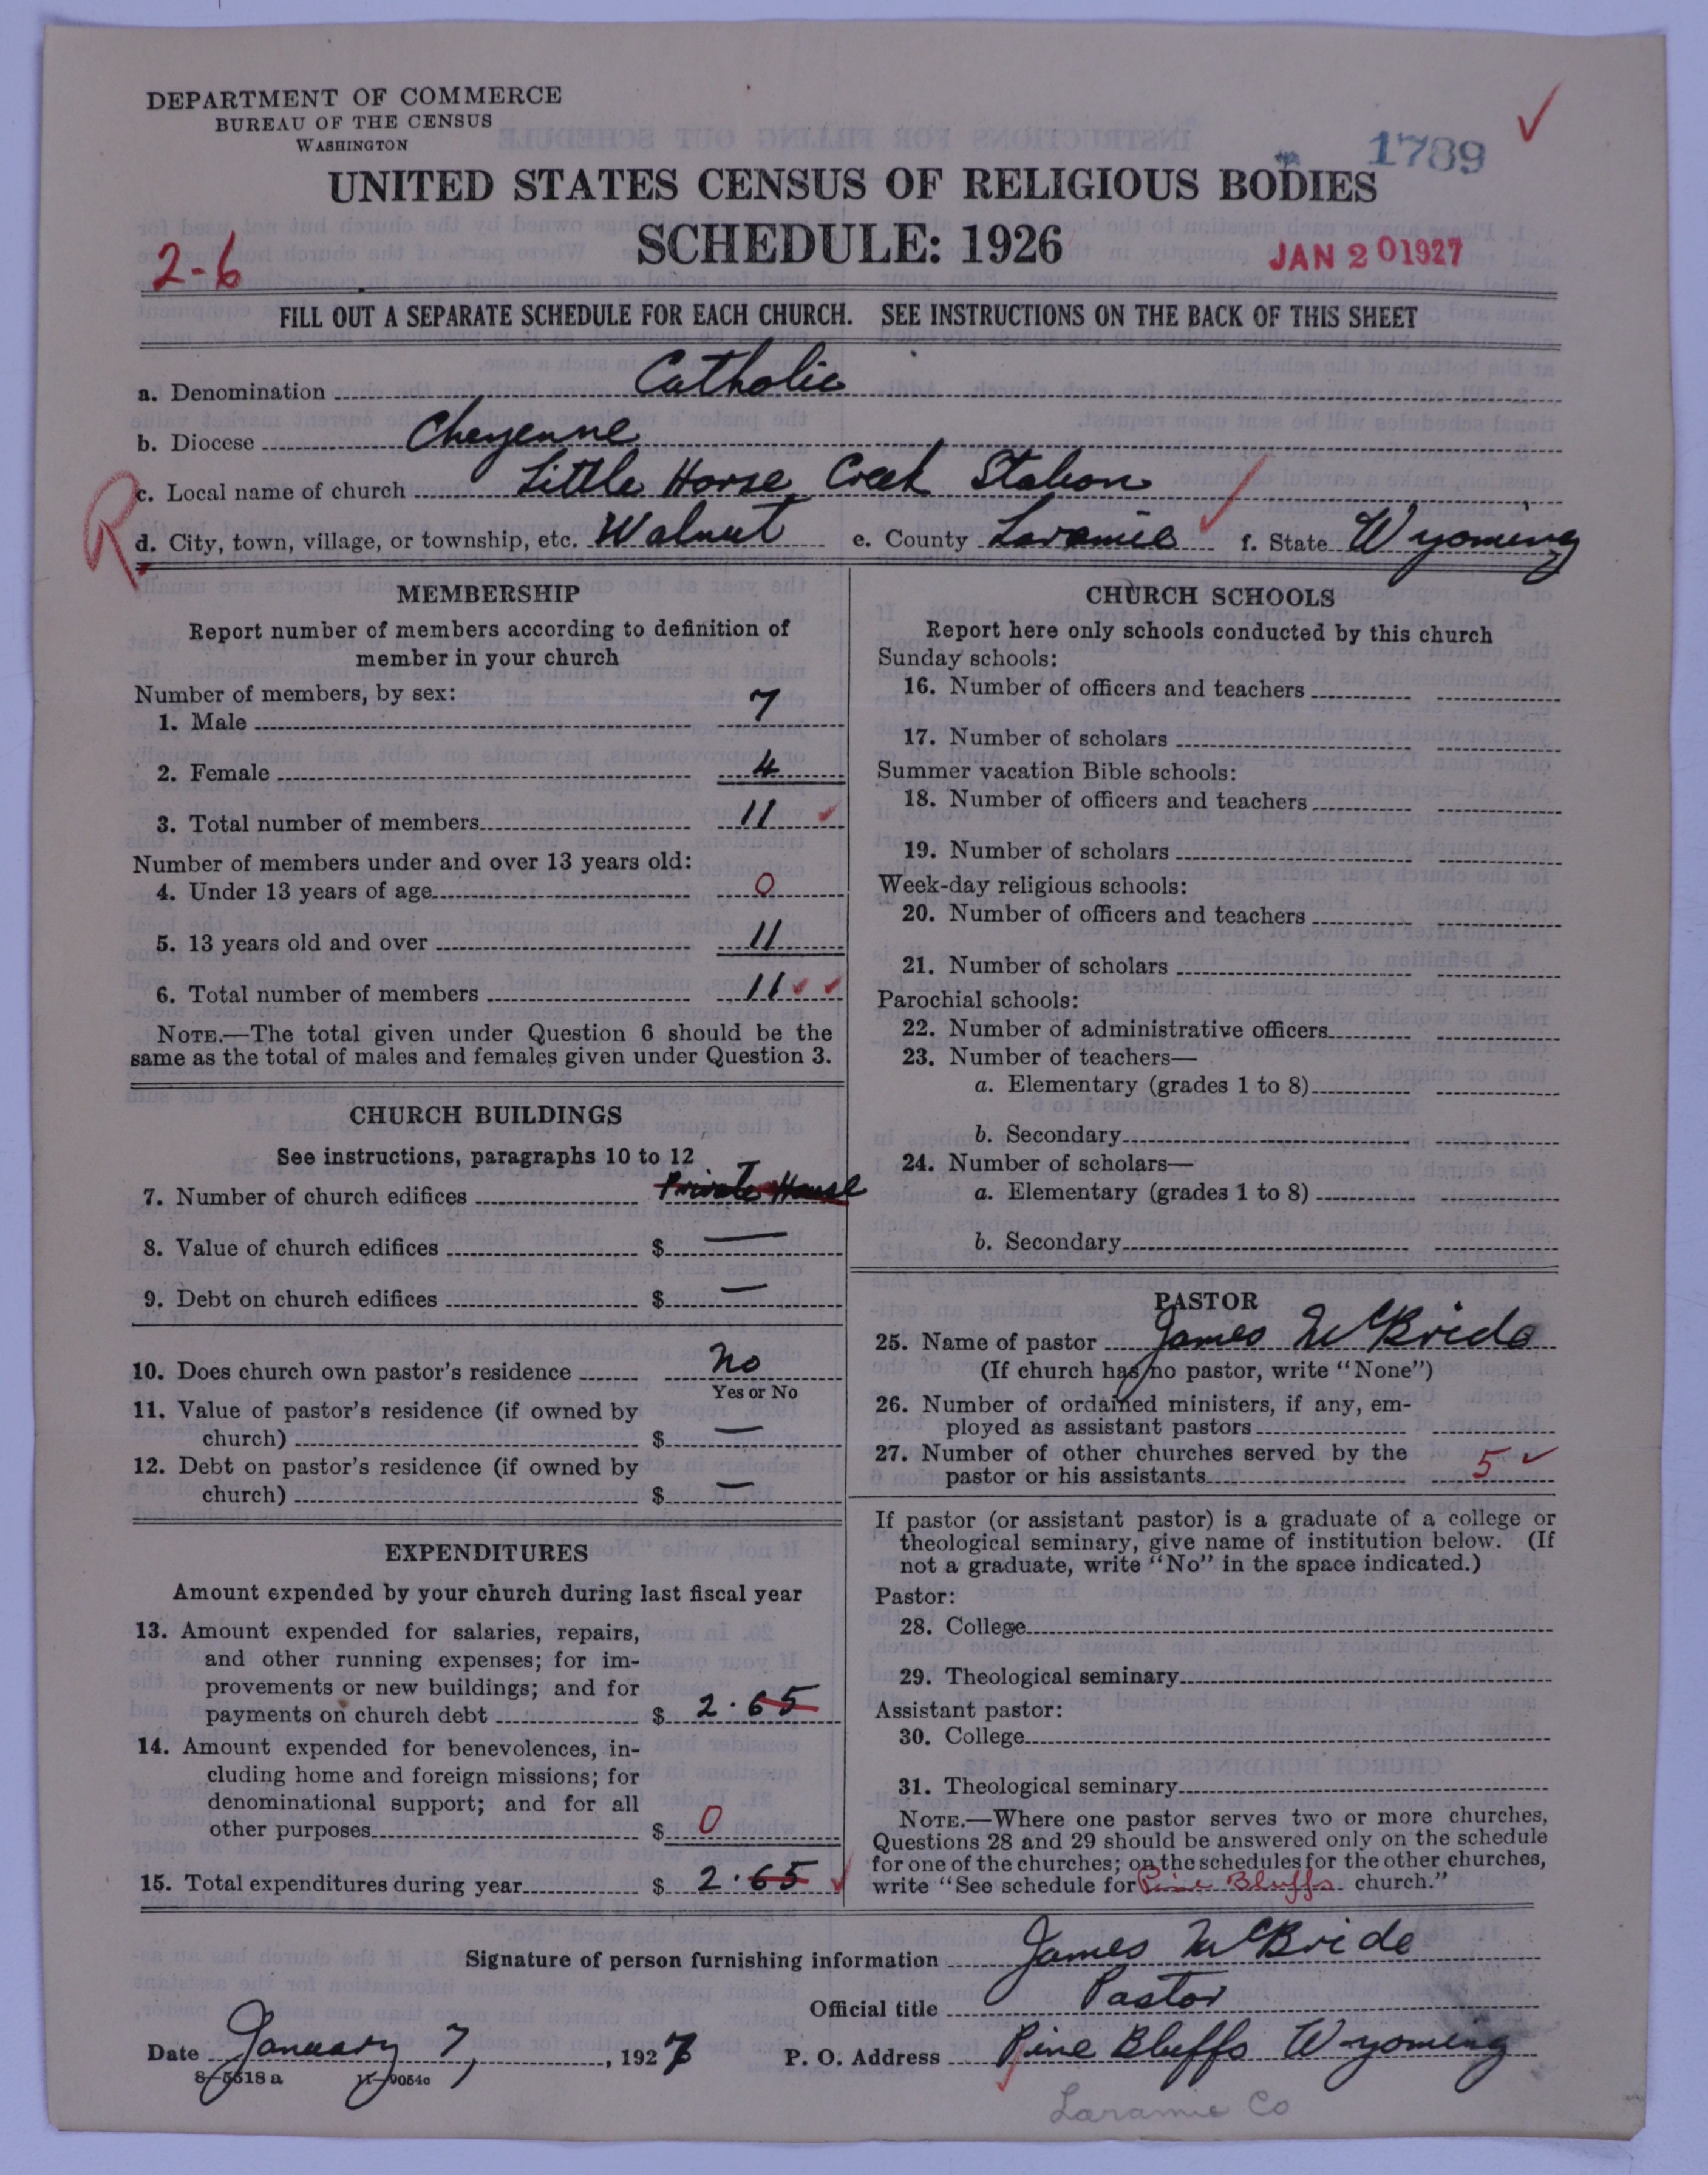 DEPARTMENT OF COMMERCE
BUREAU OF THE CENSUS
WASHINGTON
1789
UNITED STATES CENSUS OF RELIGIOUS BODIES
SCHEDULE: 1926
2-6
JAN 20 1927
FILL OUT A SEPARATE SCHEDULE FOR EACH CHURCH. SEE INSTRUCTIONS ON THE BACK OF THIS SHEET
a. Denomination Catholic
b. Diocese Cheyenne
R
c. Local name of church Little Horse Creek Station
d. City, town, village, or township, etc. Walnut e. County Laramie f. State Wyoming
MEMBERSHIP
Report number of members according to definition of
member in your church
Number of members, by sex:
1. Male 7
2. Female 4
3. Total number of members 11
Number of members under and over 13 years old:
4. Under 13 years of age 0
5. 13 years old and over 11
6. Total number of members 11
NOTE.—The total given under Question 6 should be the
same as the total of males and females given under Question 3.
CHURCH BUILDINGS
See instructions, paragraphs 10 to 12
7. Number of church edifices Private House
8. Value of church edifices $ —
9. Debt on church edifices $ —
10. Does church own pastor's residence No
Yes or No
11. Value of pastor's residence (if owned by
church) $ —
12. Debt on pastor's residence (if owned by
church) $ —
EXPENDITURES
Amount expended by your church during last fiscal year
13. Amount expended for salaries, repairs,
and other running expenses; for im-
provements or new buildings; and for
payments on church debt $ 2.65
14. Amount expended for benevolences, in-
cluding home and foreign missions; for
denominational support; and for all
other purposes $ 0
15. Total expenditures during year $ 2.65
CHURCH SCHOOLS
Report here only schools conducted by this church
Sunday schools:
16. Number of officers and teachers
17. Number of scholars
Summer vacation Bible schools:
18. Number of officers and teachers
19. Number of scholars
Week-day religious schools:
20. Number of officers and teachers
21. Number of scholars
Parochial schools:
22. Number of administrative officers
23. Number of teachers—
a. Elementary (grades 1 to 8)
b. Secondary
24. Number of scholars—
a. Elementary (grades 1 to 8)
b. Secondary
PASTOR
25. Name of pastor James McBride
(If church has no pastor, write "None")
26. Number of ordained ministers, if any, em-
ployed as assistant pastors
27. Number of other churches served by the
pastor or his assistants 5
If pastor (or assistant pastor) is a graduate of a college or
theological seminary, give name of institution below. (If
not a graduate, write "No" in the space indicated.)
Pastor:
28. College
29. Theological seminary
Assistant pastor:
30. College
31. Theological seminary
NOTE.—Where one pastor serves two or more churches,
Questions 28 and 29 should be answered only on the schedule
for one of the churches; on the schedules for the other churches,
write "See schedule for Pine Bluffs church."
Signature of person furnishing information James McBride
Official title Pastor
Date January 7, 1927 P. O. Address Pine Bluffs Wyoming
8-5618a 11-9054c
Laramie Co